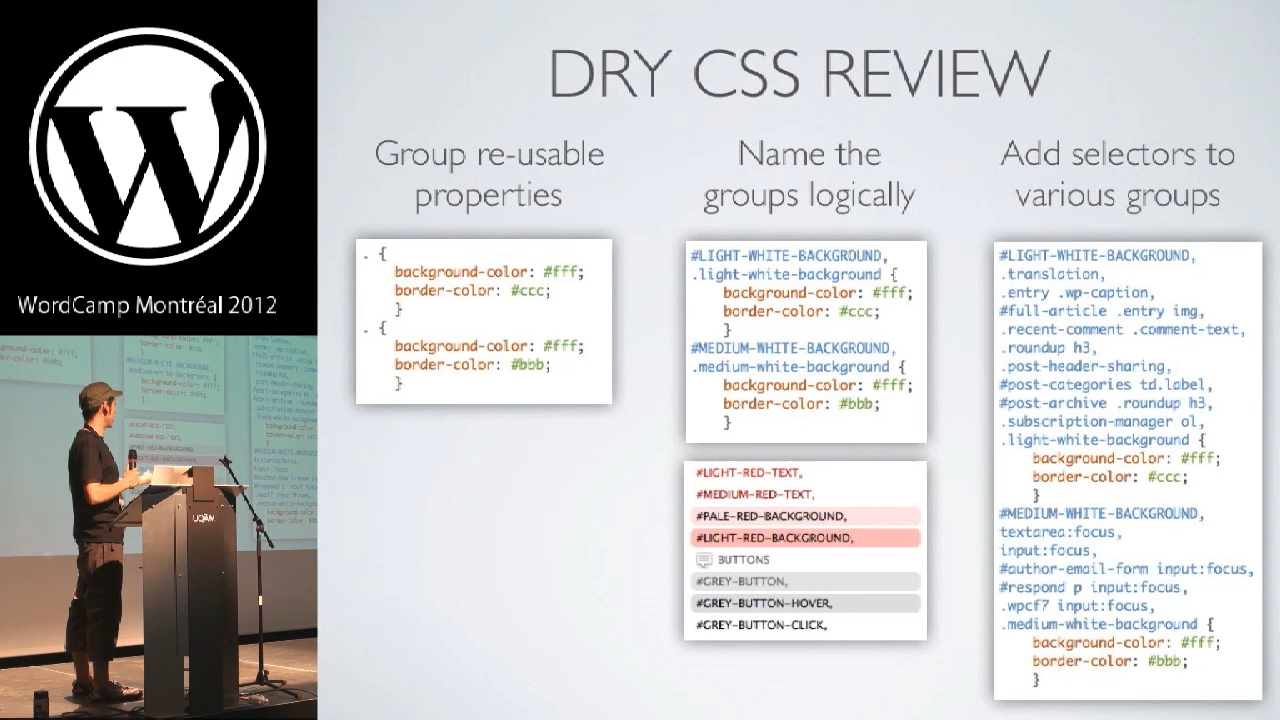 WordCamp Montréal 2012
DRY CSS REVIEW
Group re-usable
properties
. {
background-color: #fff;
border-color: #ccc;
}
. {
background-color: #fff;
border-color: #bbb;
}
Name the
groups logically
#LIGHT-WHITE-BACKGROUND,
.light-white-background {
background-color: #fff;
border-color: #ccc;
}
#MEDIUM-WHITE-BACKGROUND,
.medium-white-background {
background-color: #fff;
border-color: #bbb;
}
#LIGHT-RED-TEXT,
#MEDIUM-RED-TEXT,
#PALE-RED-BACKGROUND,
#LIGHT-RED-BACKGROUND,
BUTTONS
#GREY-BUTTON,
#GREY-BUTTON-HOVER,
#GREY-BUTTON-CLICK,
Add selectors to
various groups
#LIGHT-WHITE-BACKGROUND,
.translation,
.entry .wp-caption,
#full-article .entry img,
.recent-comment .comment-text,
.roundup h3,
.post-header-sharing,
#post-categories td.label,
#post-archive .roundup h3,
.subscription-manager ol,
.light-white-background {
background-color: #fff;
border-color: #ccc;
}
#MEDIUM-WHITE-BACKGROUND,
textarea:focus,
input:focus,
#author-email-form input:focus,
#respond p input:focus,
.wpcf7 input:focus,
.medium-white-background {
background-color: #fff;
border-color: #bbb;
}
UQAM